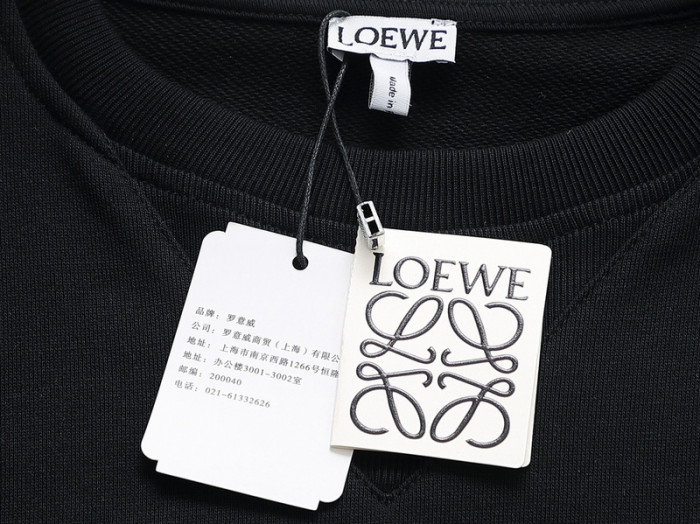 LOEWE
Made in
LOEWE
品牌：罗意威
公司：罗意威商贸（上海）有限公
地址：上海市南京西路1266号恒隆
地址：办公楼3001-3002室
邮编：200040
电话：021-61332626